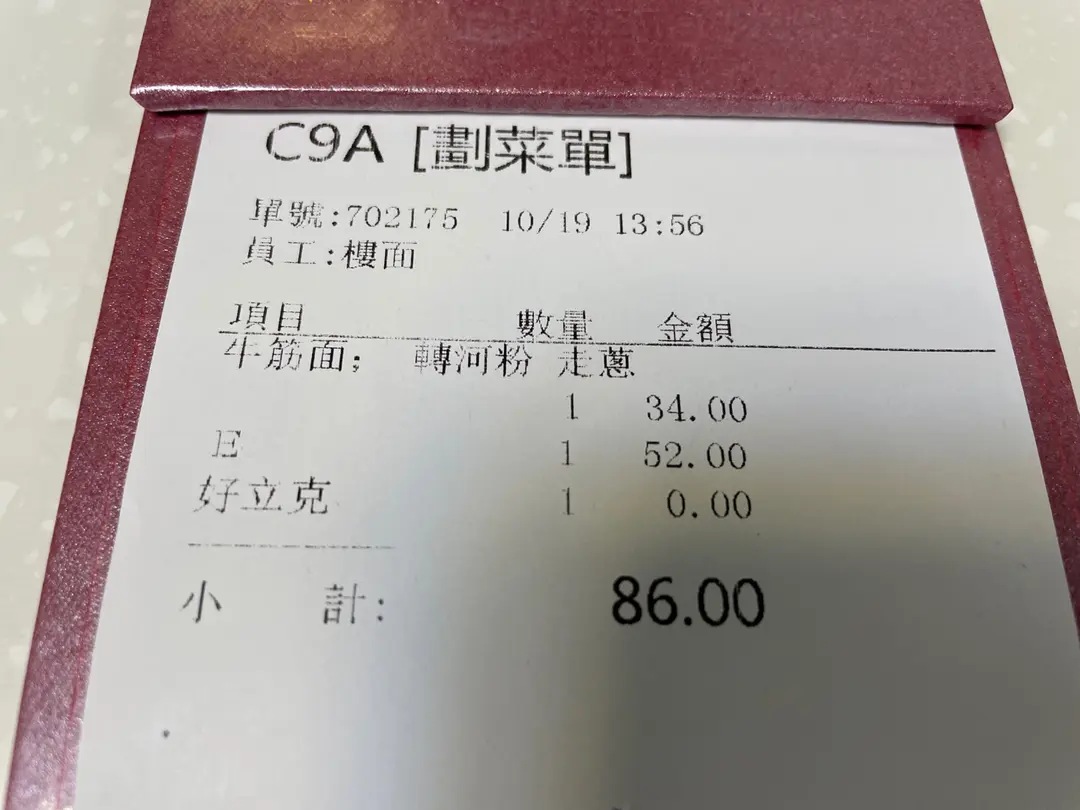 C9A [劃菜單]
單號:702175 10/19 13:56
員工:樓面
項目 數量 金額
牛筋面; 轉河粉 走蔥
1 34.00
E 1 52.00
好立克 1 0.00
小 計: 86.00